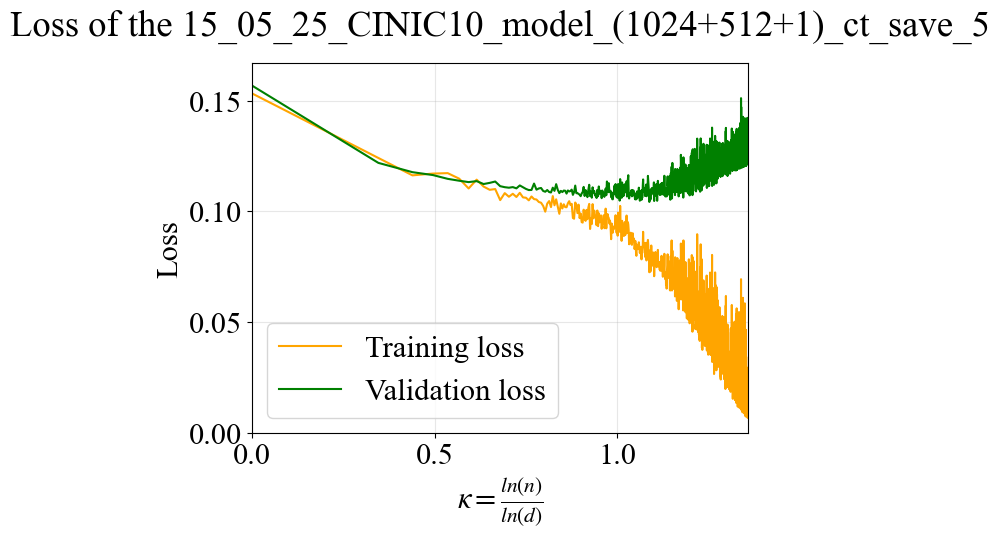 Loss of the 15_05_25_CINIC10_model_(1024+512+1)_ct_save_5
0.15
0.10
0.05
0.00
Loss
Training loss
Validation loss
0.0 0.5 1.0
κ = ln(n)/ln(d)